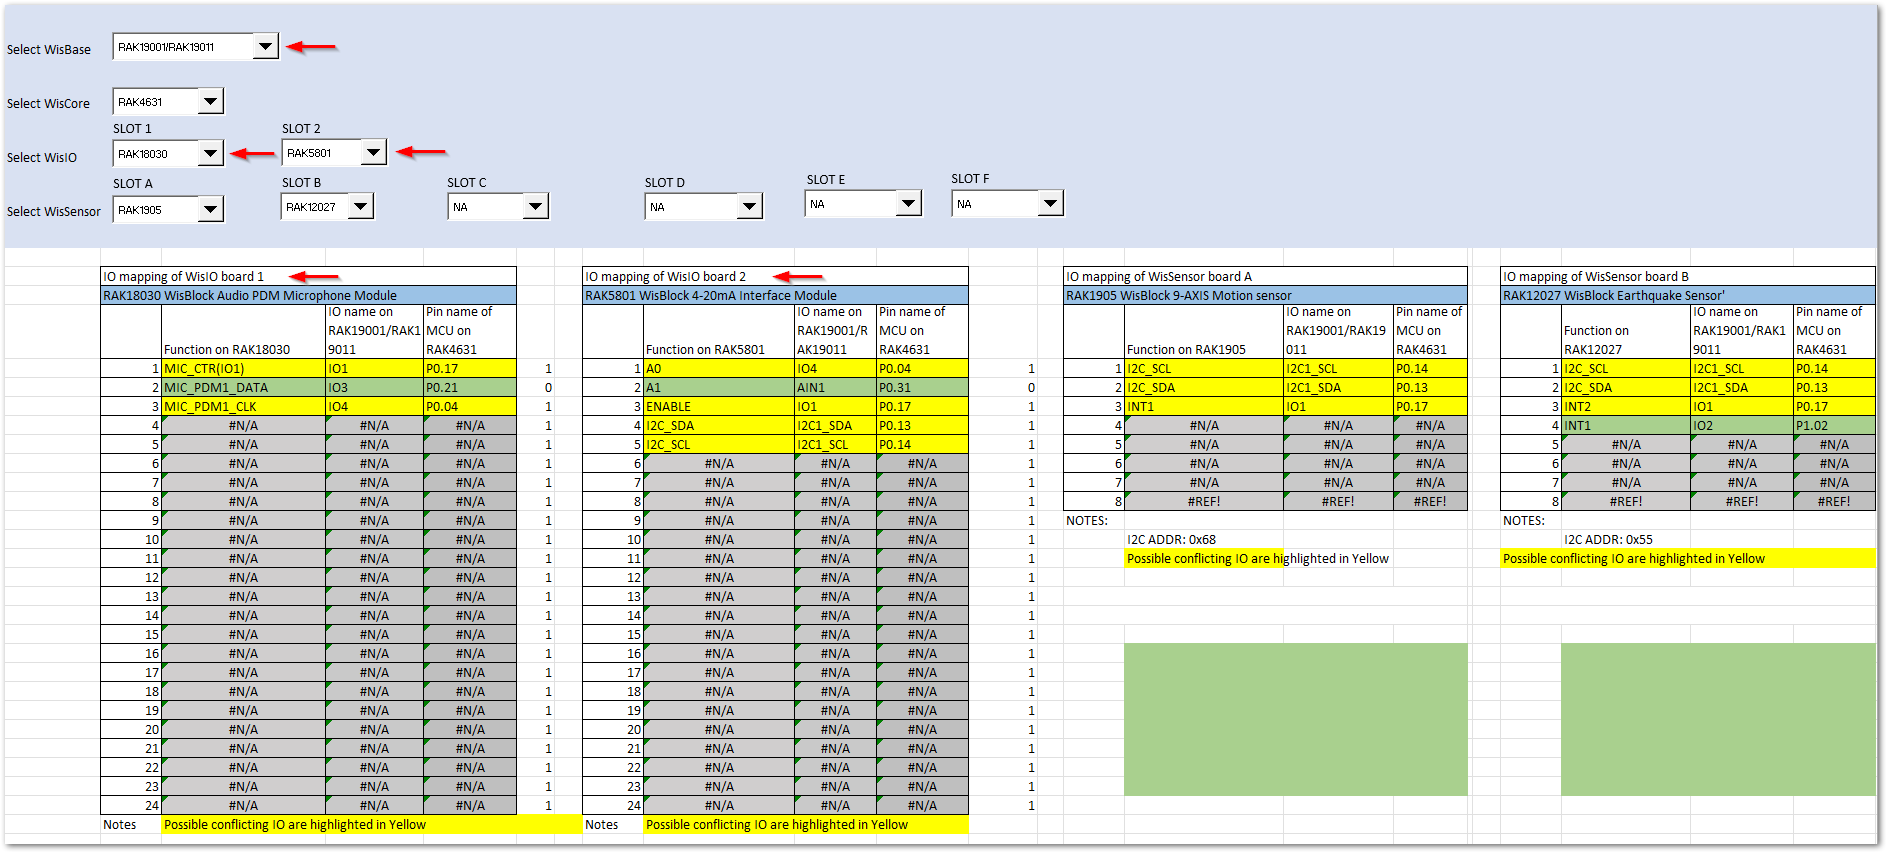 Select WisBase RAK19001/RAK19011
Select WisCore RAK4631
SLOT 1 SLOT 2
Select WisIO RAK18030 RAK5801
SLOT A SLOT B SLOT C SLOT D SLOT E SLOT F
Select WisSensor RAK1905 RAK12027 NA NA NA NA
IO mapping of WisIO board 1
RAK18030 WisBlock Audio PDM Microphone Module
Function on RAK18030 IO name on RAK19001/RAK19011 Pin name of MCU on RAK4631
1 MIC_CTR(IO1) IO1 P0.17 1
2 MIC_PDM1_DATA IO3 P0.21 0
3 MIC_PDM1_CLK IO4 P0.04 1
4 #N/A #N/A #N/A 1
5 #N/A #N/A #N/A 1
6 #N/A #N/A #N/A 1
7 #N/A #N/A #N/A 1
8 #N/A #N/A #N/A 1
9 #N/A #N/A #N/A 1
10 #N/A #N/A #N/A 1
11 #N/A #N/A #N/A 1
12 #N/A #N/A #N/A 1
13 #N/A #N/A #N/A 1
14 #N/A #N/A #N/A 1
15 #N/A #N/A #N/A 1
16 #N/A #N/A #N/A 1
17 #N/A #N/A #N/A 1
18 #N/A #N/A #N/A 1
19 #N/A #N/A #N/A 1
20 #N/A #N/A #N/A 1
21 #N/A #N/A #N/A 1
22 #N/A #N/A #N/A 1
23 #N/A #N/A #N/A 1
24 #N/A #N/A #N/A 1
Notes Possible conflicting IO are highlighted in Yellow
IO mapping of WisIO board 2
RAK5801 WisBlock 4-20mA Interface Module
Function on RAK5801 IO name on RAK19001/RAK19011 Pin name of MCU on RAK4631
1 A0 IO4 P0.04 1
2 A1 AIN1 P0.31 0
3 ENABLE IO1 P0.17 1
4 I2C_SDA I2C1_SDA P0.13 1
5 I2C_SCL I2C1_SCL P0.14 1
6 #N/A #N/A #N/A 1
7 #N/A #N/A #N/A 1
8 #N/A #N/A #N/A 1
9 #N/A #N/A #N/A 1
10 #N/A #N/A #N/A 1
11 #N/A #N/A #N/A 1
12 #N/A #N/A #N/A 1
13 #N/A #N/A #N/A 1
14 #N/A #N/A #N/A 1
15 #N/A #N/A #N/A 1
16 #N/A #N/A #N/A 1
17 #N/A #N/A #N/A 1
18 #N/A #N/A #N/A 1
19 #N/A #N/A #N/A 1
20 #N/A #N/A #N/A 1
21 #N/A #N/A #N/A 1
22 #N/A #N/A #N/A 1
23 #N/A #N/A #N/A 1
24 #N/A #N/A #N/A 1
Notes Possible conflicting IO are highlighted in Yellow
IO mapping of WisSensor board A
RAK1905 WisBlock 9-AXIS Motion sensor
Function on RAK1905 IO name on RAK19001/RAK19011 Pin name of MCU on RAK4631
1 I2C_SCL I2C1_SCL P0.14
2 I2C_SDA I2C1_SDA P0.13
3 INT1 IO1 P0.17
4 #N/A #N/A #N/A
5 #N/A #N/A #N/A
6 #N/A #N/A #N/A
7 #N/A #N/A #N/A
8 #REF! #REF! #REF!
NOTES:
I2C ADDR: 0x68
Possible conflicting IO are highlighted in Yellow
IO mapping of WisSensor board B
RAK12027 WisBlock Earthquake Sensor'
Function on RAK12027 IO name on RAK19001/RAK19011 Pin name of MCU on RAK4631
1 I2C_SCL I2C1_SCL P0.14
2 I2C_SDA I2C1_SDA P0.13
3 INT2 IO1 P0.17
4 INT1 IO2 P1.02
5 #N/A #N/A #N/A
6 #N/A #N/A #N/A
7 #N/A #N/A #N/A
8 #REF! #REF! #REF!
NOTES:
I2C ADDR: 0x55
Possible conflicting IO are highlighted in Yellow